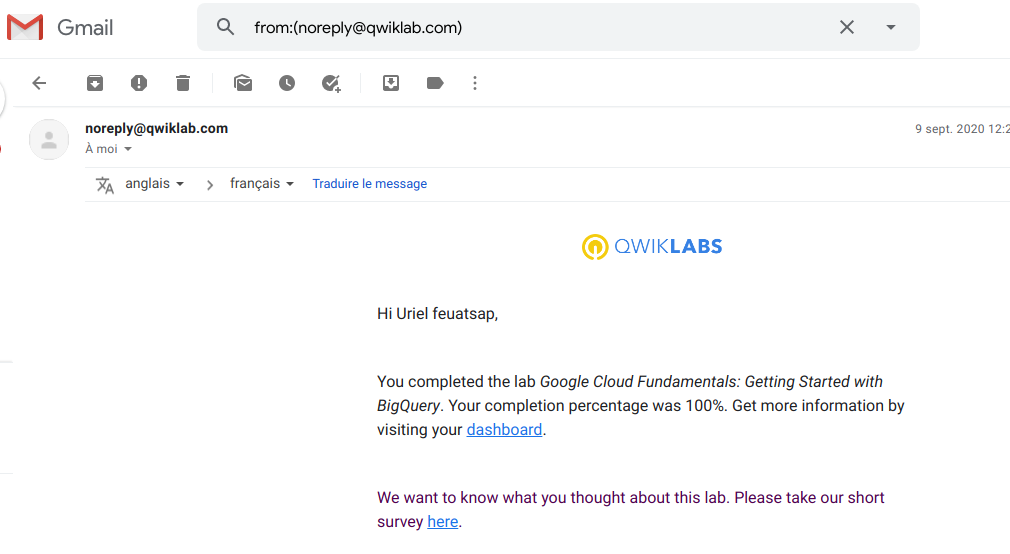 Gmail
from:(noreply@qwiklab.com)
noreply@qwiklab.com
9 sept. 2020 12:2
À moi
anglais
français
Traduire le message
QWIKLABS
Hi Uriel feuatsap,
You completed the lab Google Cloud Fundamentals: Getting Started with
BigQuery. Your completion percentage was 100%. Get more information by
visiting your dashboard.
We want to know what you thought about this lab. Please take our short
survey here.